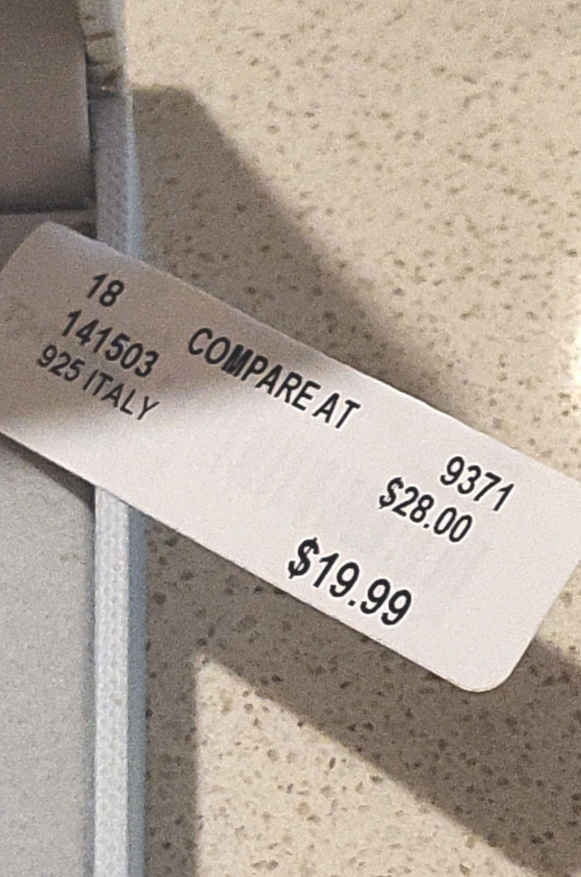 18
141503
925 ITALY
COMPARE AT
9371
$28.00
$19.99